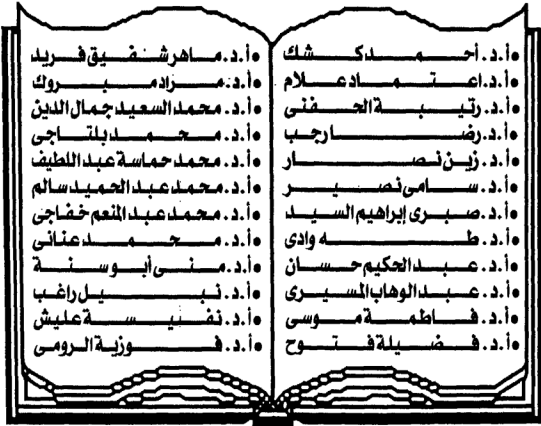 • أ.د. أحمد كشك
• أ.د. اعتماد علام
• أ.د. رتيبة الحفنى
• أ.د. رضا رجب
• أ.د. زين نصار
• أ.د. سامى نصير
• أ.د. صبرى إبراهيم السيد
• أ.د. طه وادى
• أ.د. عبد الحكيم حسان
• أ.د. عبد الوهاب المسيرى
• أ.د. فاطمة موسى
• أ.د. فضيلة فتوح
• أ.د. ماهر شفيق فريد
• أ.د. مراد مبروك
• أ.د. محمد السعيد جمال الدين
• أ.د. محمد بلتاجى
• أ.د. محمد حماسة عبد اللطيف
• أ.د. محمد عبد الحميد سالم
• أ.د. محمد عبد المنعم خفاجى
• أ.د. محمد عنانى
• أ.د. منى أبو سنة
• أ.د. نبيل راغب
• أ.د. نفيسة عليش
• أ.د. فوزية الرومى